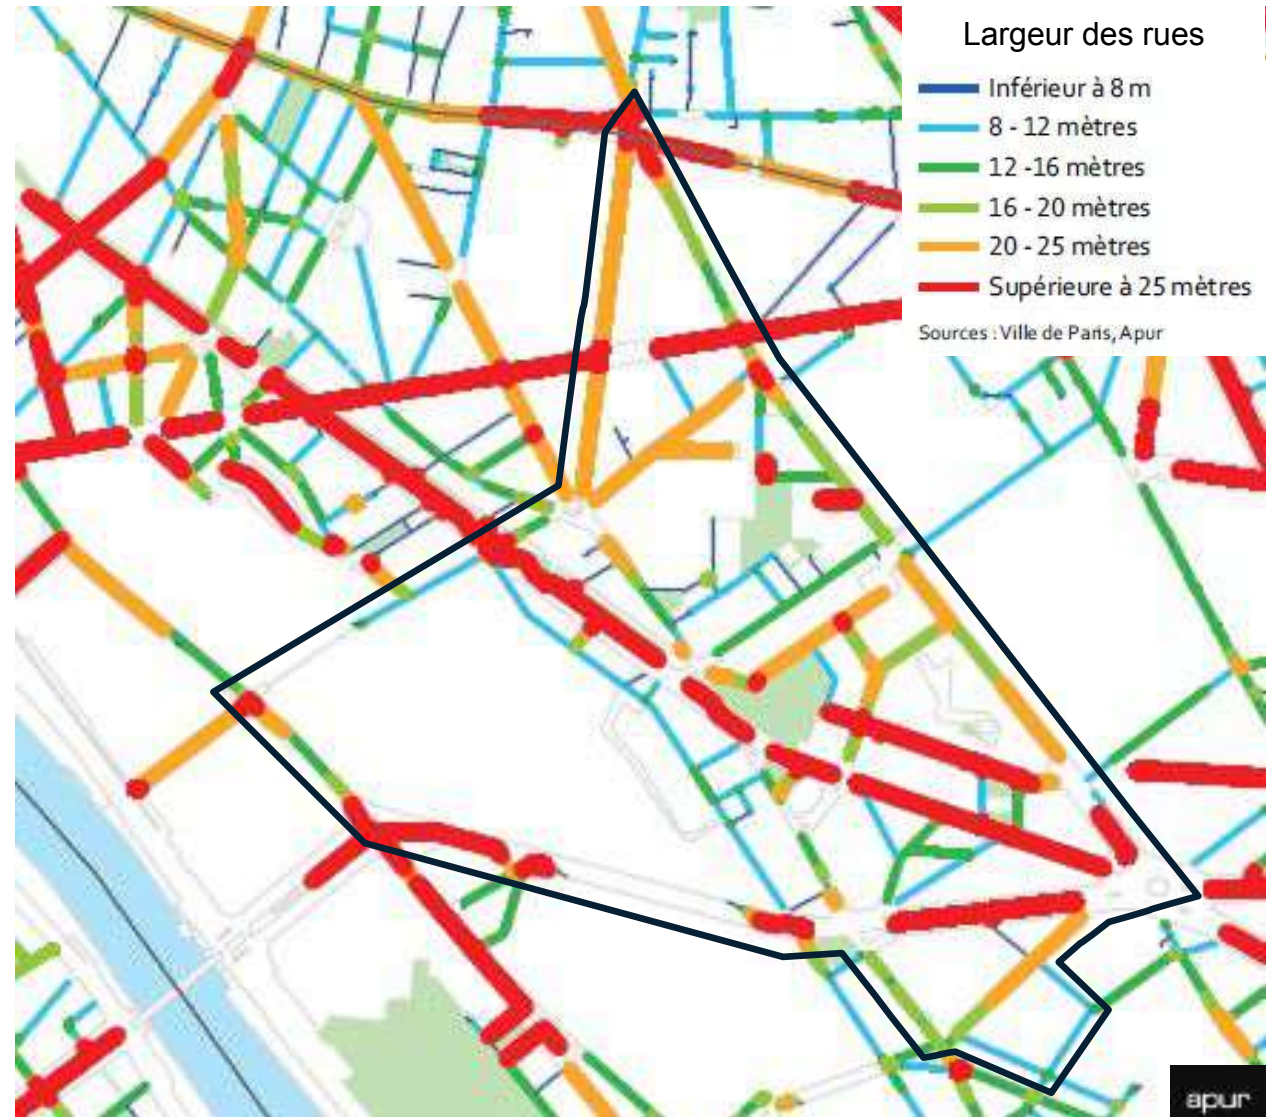 Largeur des rues
Inférieur à 8 m
8 - 12 mètres
12 -16 mètres
16 - 20 mètres
20 - 25 mètres
Supérieure à 25 mètres
Sources : Ville de Paris, Apur
apur